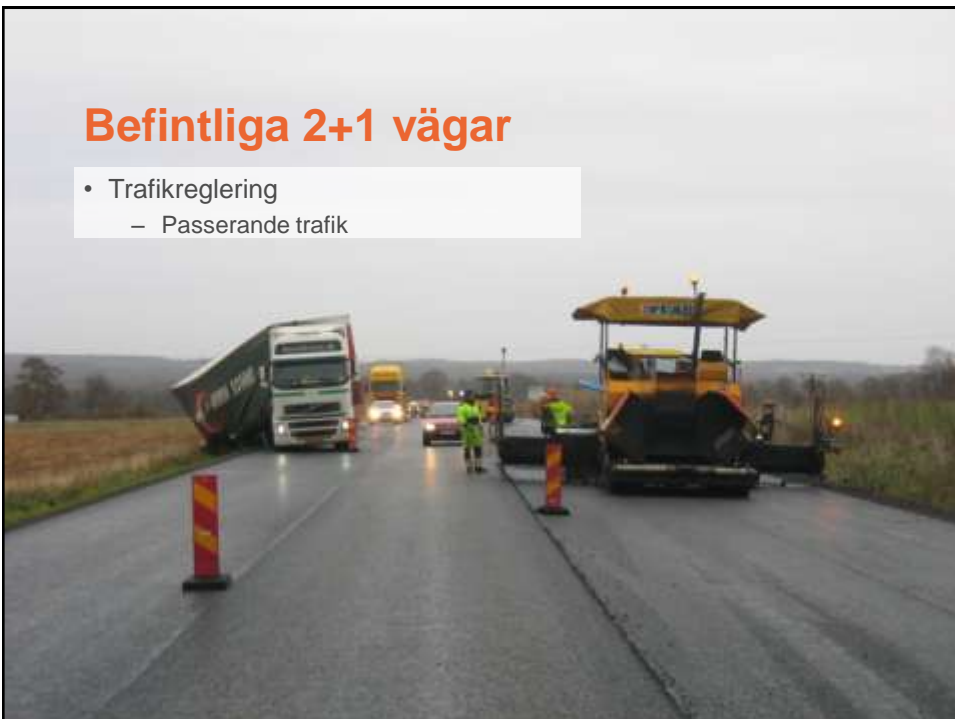 Befintliga 2+1 vägar
• Trafikreglering
– Passerande trafik